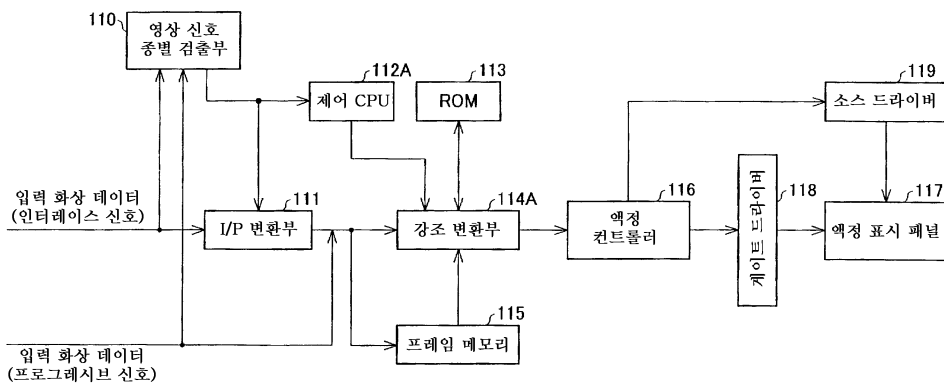 110
영상 신호
종별 검출부
112A
제어 CPU
113
ROM
119
소스 드라이버
입력 화상 데이터
(인터레이스 신호)
111
I/P 변환부
114A
강조 변환부
116
액정
컨트롤러
게이트 드라이버
118
117
액정 표시 패널
115
프레임 메모리
입력 화상 데이터
(프로그레시브 신호)